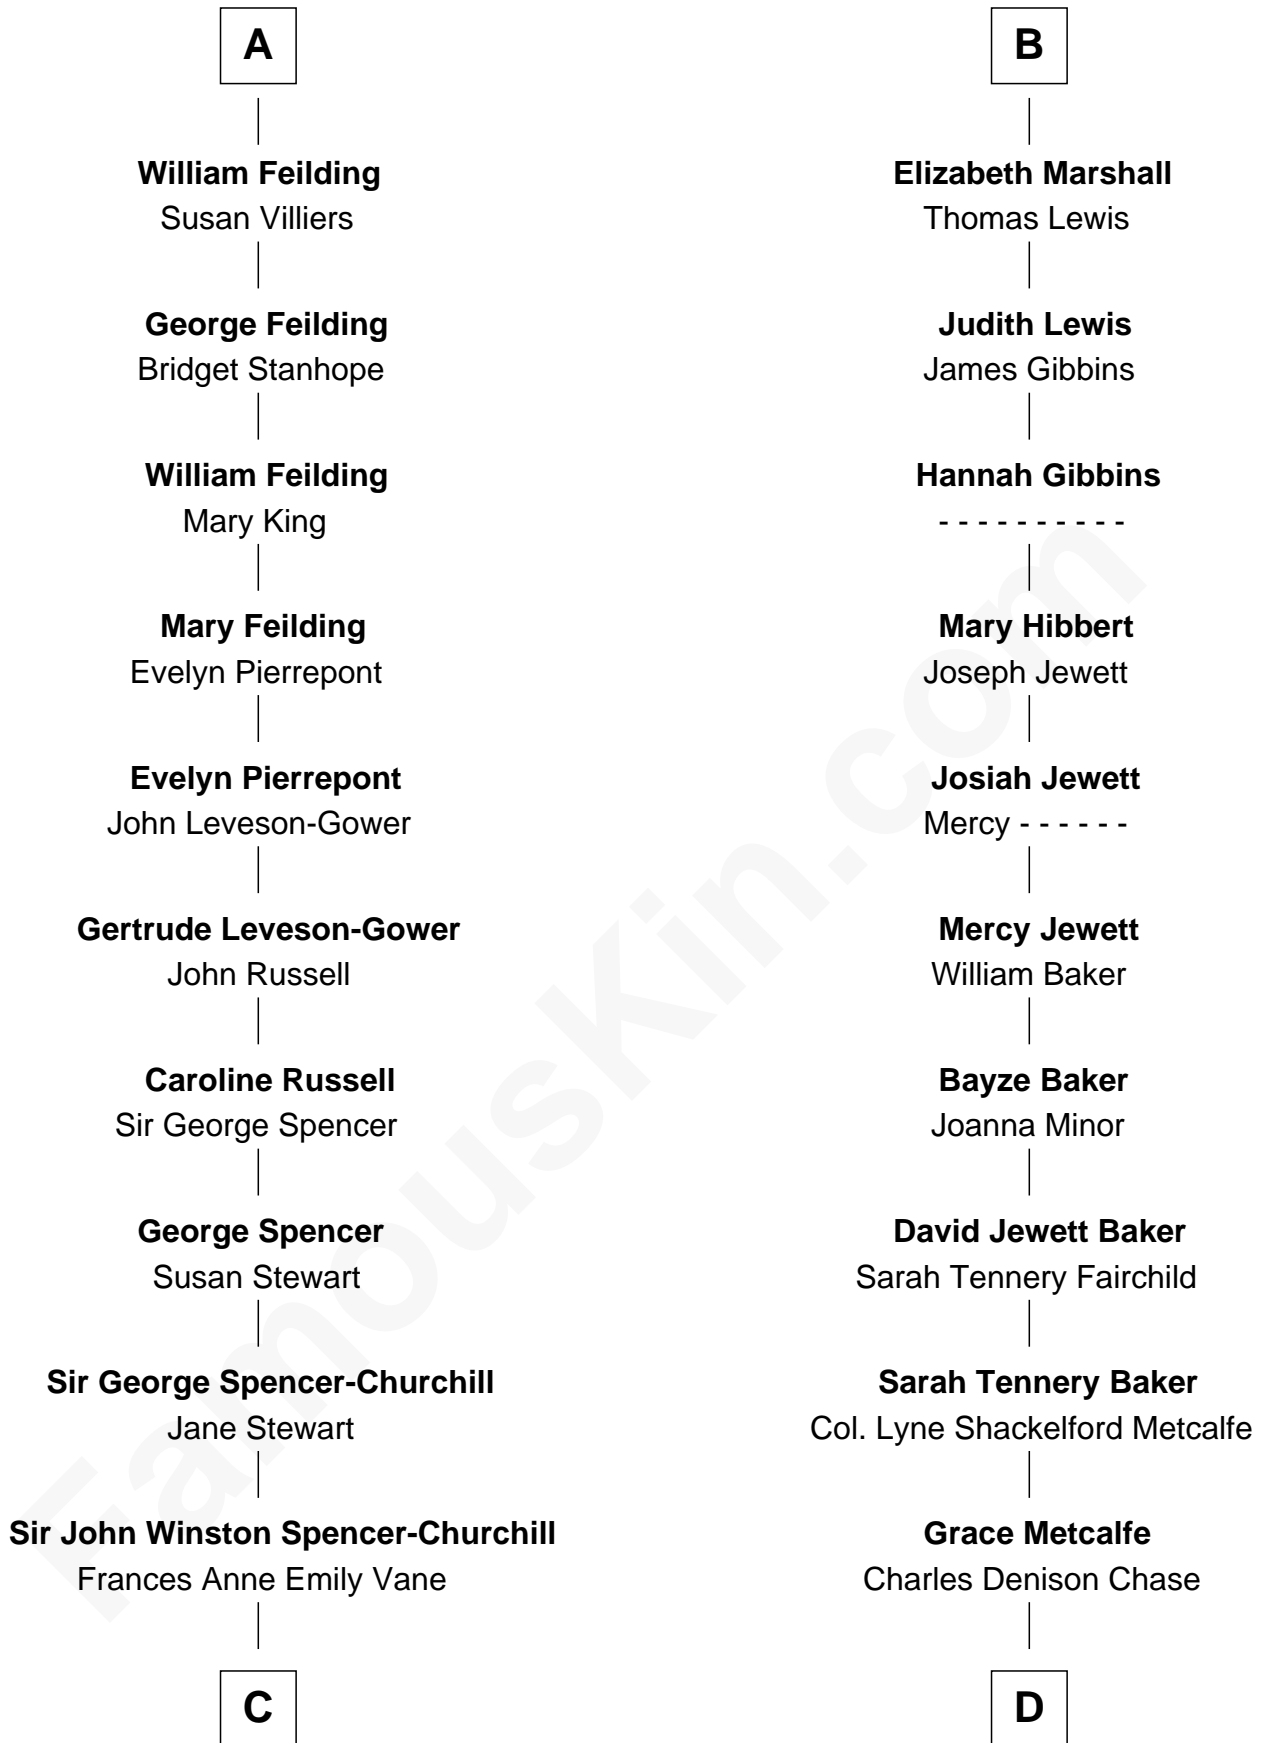 A
William Feilding
Susan Villiers
George Feilding
Bridget Stanhope
William Feilding
Mary King
Mary Feilding
Evelyn Pierrepont
Evelyn Pierrepont
John Leveson-Gower
Gertrude Leveson-Gower
John Russell
Caroline Russell
Sir George Spencer
George Spencer
Susan Stewart
Sir George Spencer-Churchill
Jane Stewart
Sir John Winston Spencer-Churchill
Frances Anne Emily Vane
C
B
Elizabeth Marshall
Thomas Lewis
Judith Lewis
James Gibbins
Hannah Gibbins
- - - - - - - - - -
Mary Hibbert
Joseph Jewett
Josiah Jewett
Mercy - - - - - -
Mercy Jewett
William Baker
Bayze Baker
Joanna Minor
David Jewett Baker
Sarah Tennery Fairchild
Sarah Tennery Baker
Col. Lyne Shackelford Metcalfe
Grace Metcalfe
Charles Denison Chase
D
FamousKin.com